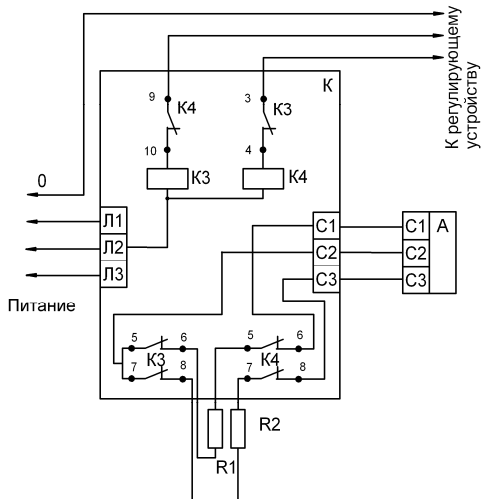 К регулирующему
устройству
К
9
К4
3
К3
10
4
К3
К4
0
Л1
Л2
Л3
Питание
С1
С2
С3
С1
А
С2
С3
5
6
К3
7
8
5
6
К4
7
8
R2
R1